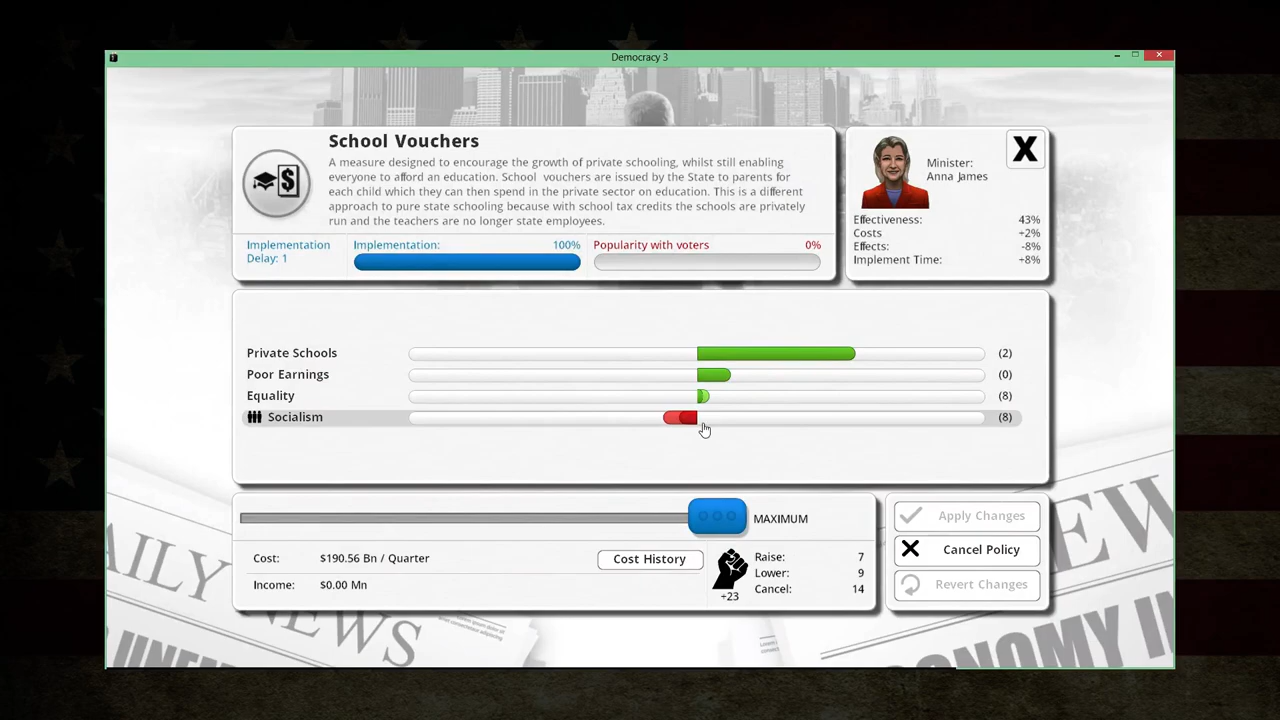 Democracy 3
School Vouchers
A measure designed to encourage the growth of private schooling, whilst still enabling
everyone to afford an education. School vouchers are issued by the State to parents for
each child which they can then spend in the private sector on education. This is a different
approach to pure state schooling because with school tax credits the schools are privately
run and the teachers are no longer state employees.
Implementation
Delay: 1
Implementation: 100%
Popularity with voters 0%
Minister:
Anna James
X
Effectiveness: 43%
Costs +2%
Effects: -8%
Implement Time: +8%
Private Schools (2)
Poor Earnings (0)
Equality (8)
Socialism (8)
MAXIMUM
Cost: $190.56 Bn / Quarter
Income: $0.00 Mn
Cost History
+23
Raise: 7
Lower: 9
Cancel: 14
Apply Changes
Cancel Policy
Revert Changes
DAILY NEWS
NEW